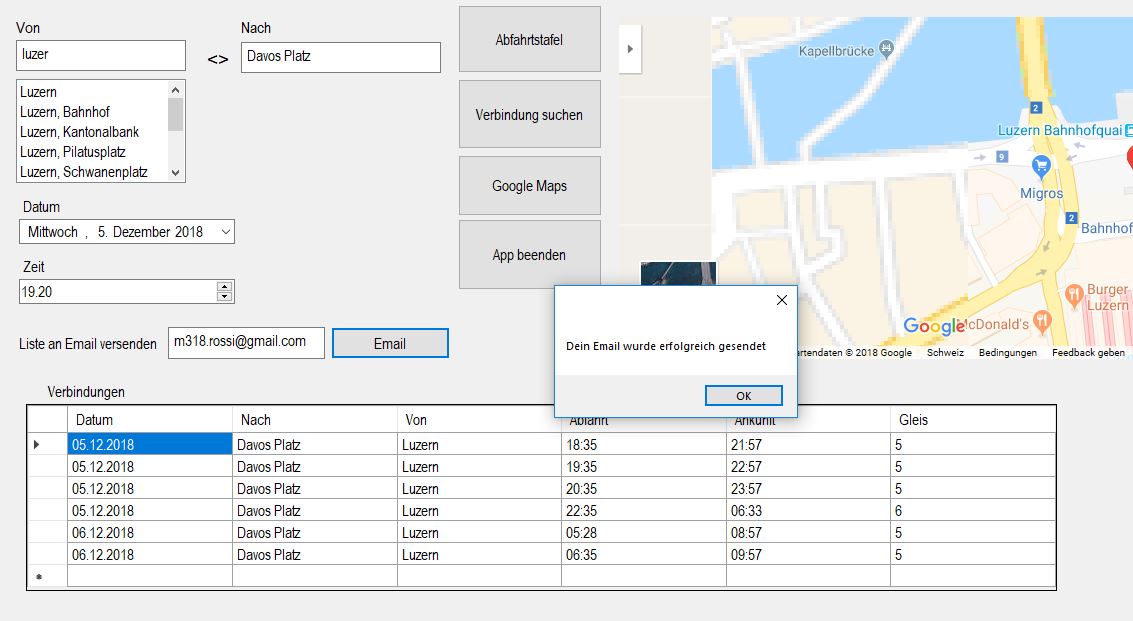 Von
Nach
luzer
<>
Davos Platz
Luzern
Luzern, Bahnhof
Luzern, Kantonalbank
Luzern, Pilatusplatz
Luzern, Schwanenplatz
Datum
Mittwoch , 5. Dezember 2018
Zeit
19.20
Liste an Email versenden
m318.rossi@gmail.com
Email
Abfahrtstafel
Verbindung suchen
Google Maps
App beenden
Kapellbrücke
2
Luzern Bahnhofquai
9
Migros
2
Bahnhof
Burger
Luzern
McDonald's
Google
artendaten © 2018 Google Schweiz Bedingungen Feedback geben
Dein Email wurde erfolgreich gesendet
OK
Verbindungen
Datum Nach Von Abfahrt Ankunft Gleis
05.12.2018 Davos Platz Luzern 18:35 21:57 5
05.12.2018 Davos Platz Luzern 19:35 22:57 5
05.12.2018 Davos Platz Luzern 20:35 23:57 5
05.12.2018 Davos Platz Luzern 22:35 06:33 6
06.12.2018 Davos Platz Luzern 05:28 08:57 5
06.12.2018 Davos Platz Luzern 06:35 09:57 5